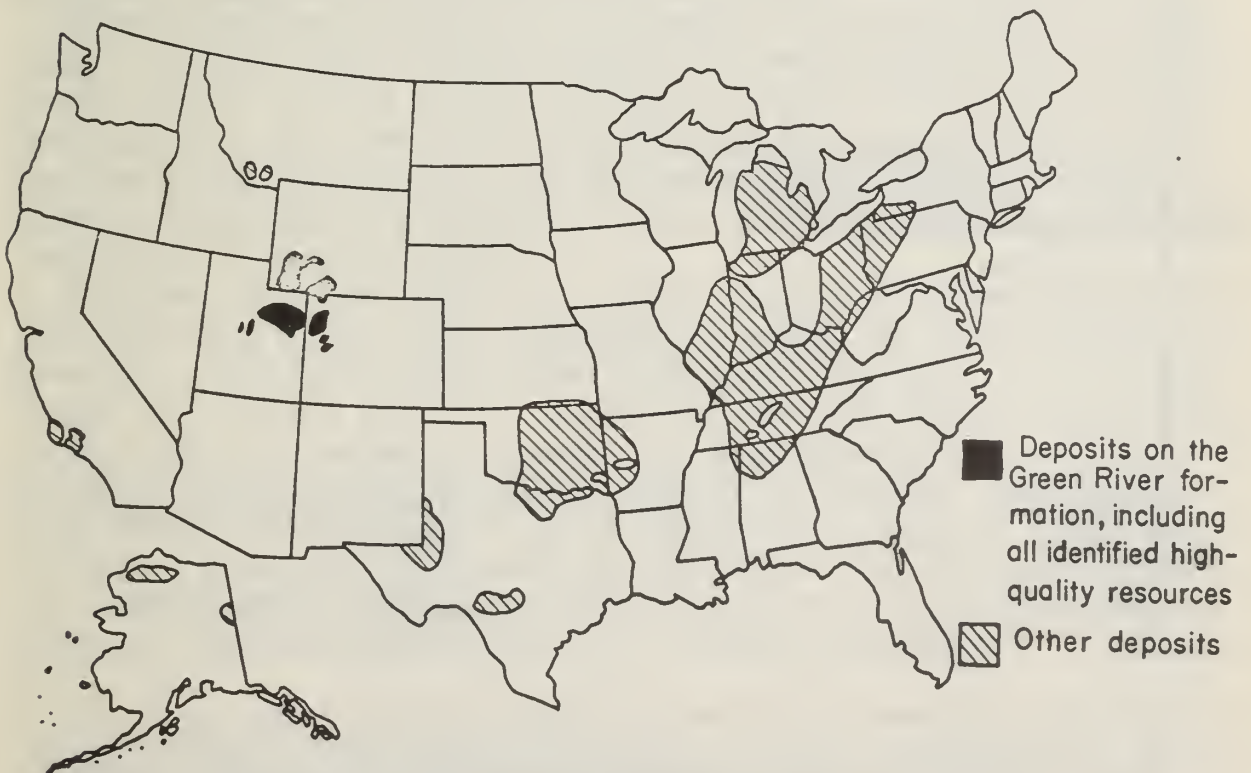 Deposits on the
Green River for-
mation, including
all identified high-
quality resources
Other deposits